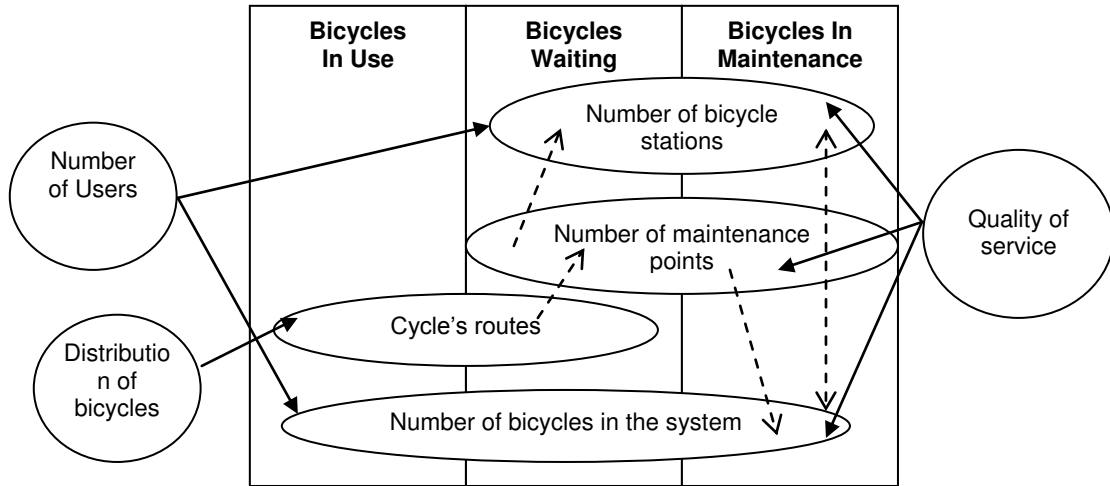 Bicycles
In Use
Bicycles
Waiting
Bicycles In
Maintenance
Number of bicycle
stations
Number
of Users
Number of maintenance
points
Quality of
service
Cycle's routes
Distributio
n of
bicycles
Number of bicycles in the system